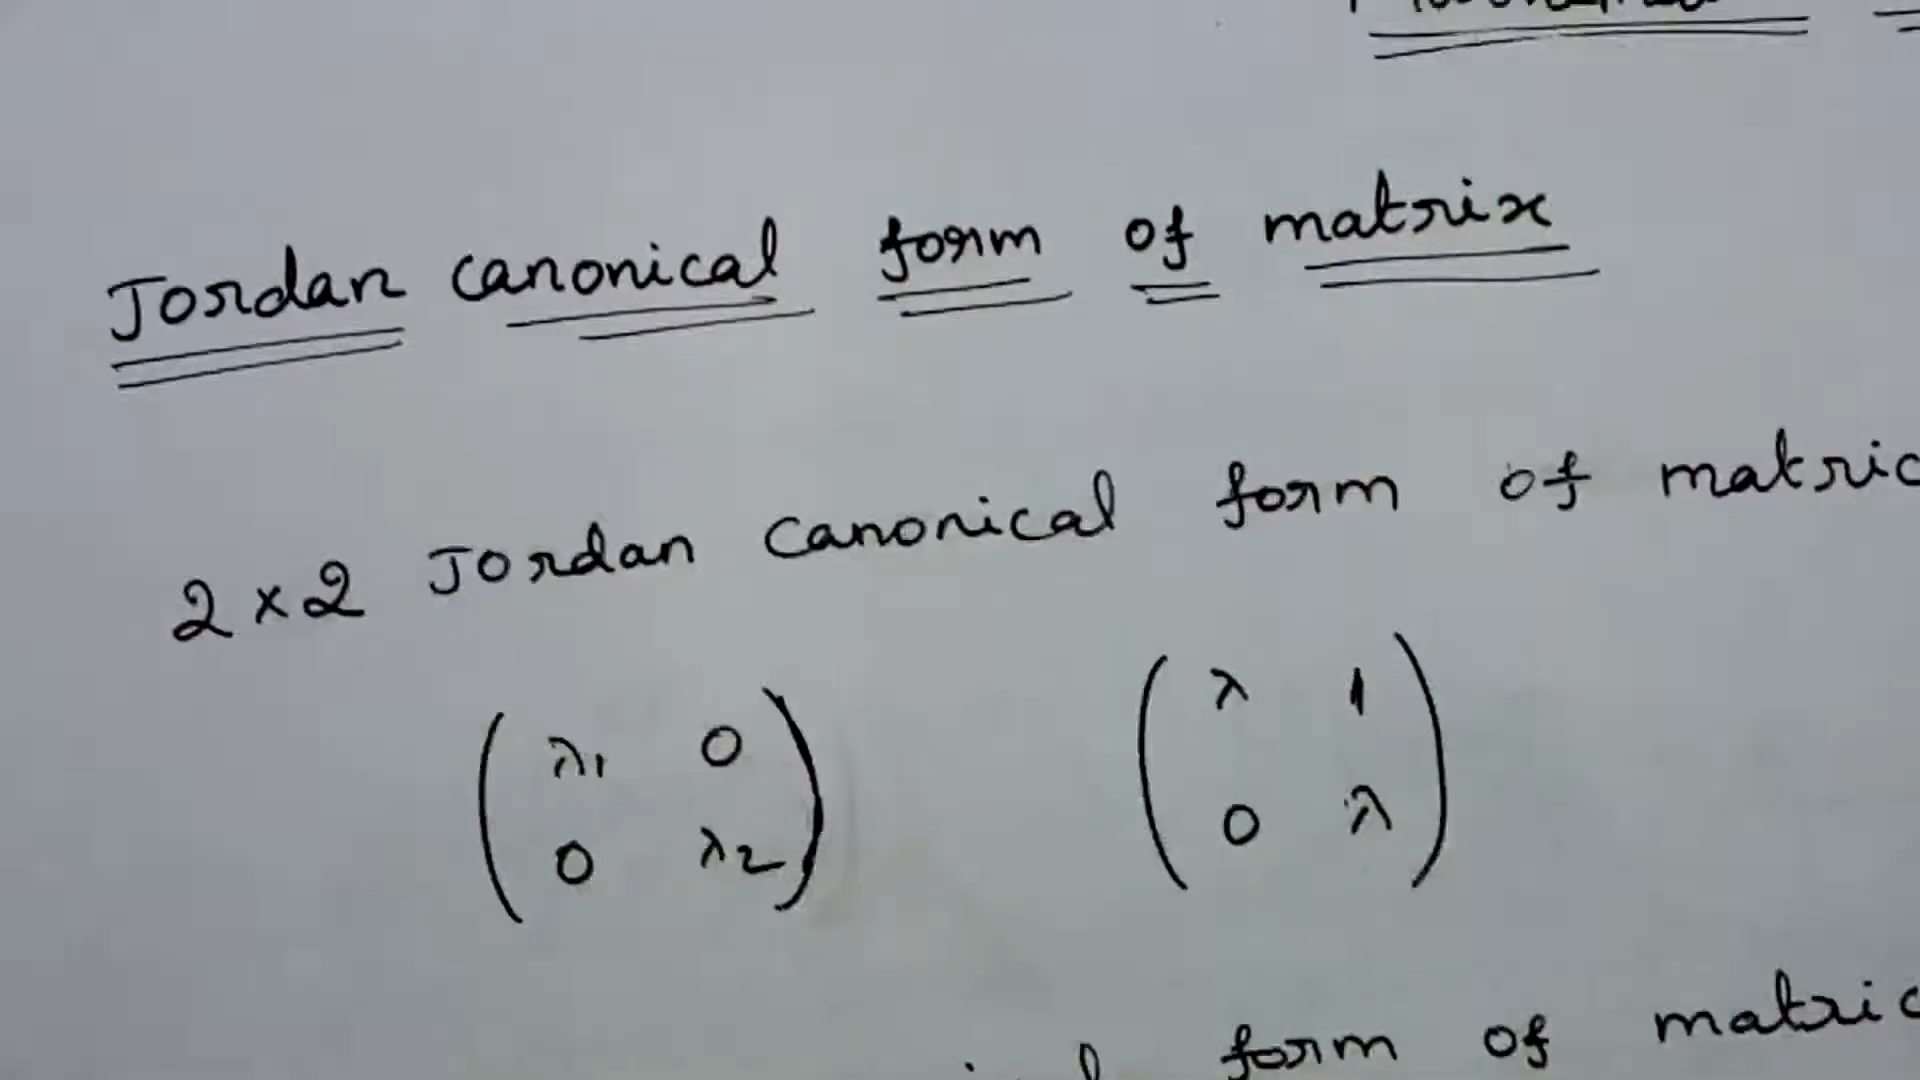 Jordan canonical form of matrix
2 × 2 Jordan canonical form of matric
( λ1 0 ) ( λ 1 )
( 0 λ2 ) ( 0 λ )
form of matric